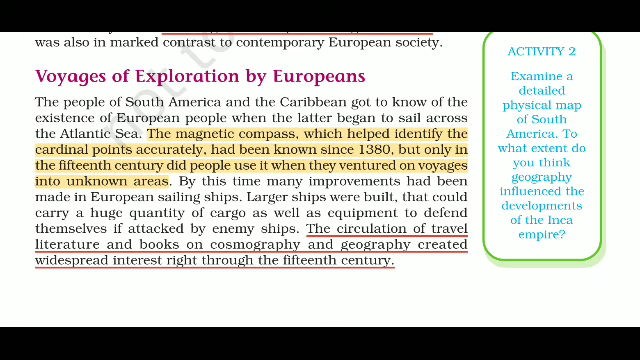 was also in marked contrast to contemporary European society.
Voyages of Exploration by Europeans
The people of South America and the Caribbean got to know of the
existence of European people when the latter began to sail across
the Atlantic Sea. The magnetic compass, which helped identify the
cardinal points accurately, had been known since 1380, but only in
the fifteenth century did people use it when they ventured on voyages
into unknown areas. By this time many improvements had been
made in European sailing ships. Larger ships were built, that could
carry a huge quantity of cargo as well as equipment to defend
themselves if attacked by enemy ships. The circulation of travel
literature and books on cosmography and geography created
widespread interest right through the fifteenth century.
ACTIVITY 2
Examine a
detailed
physical map
of South
America. To
what extent do
you think
geography
influenced the
developments
of the Inca
empire?